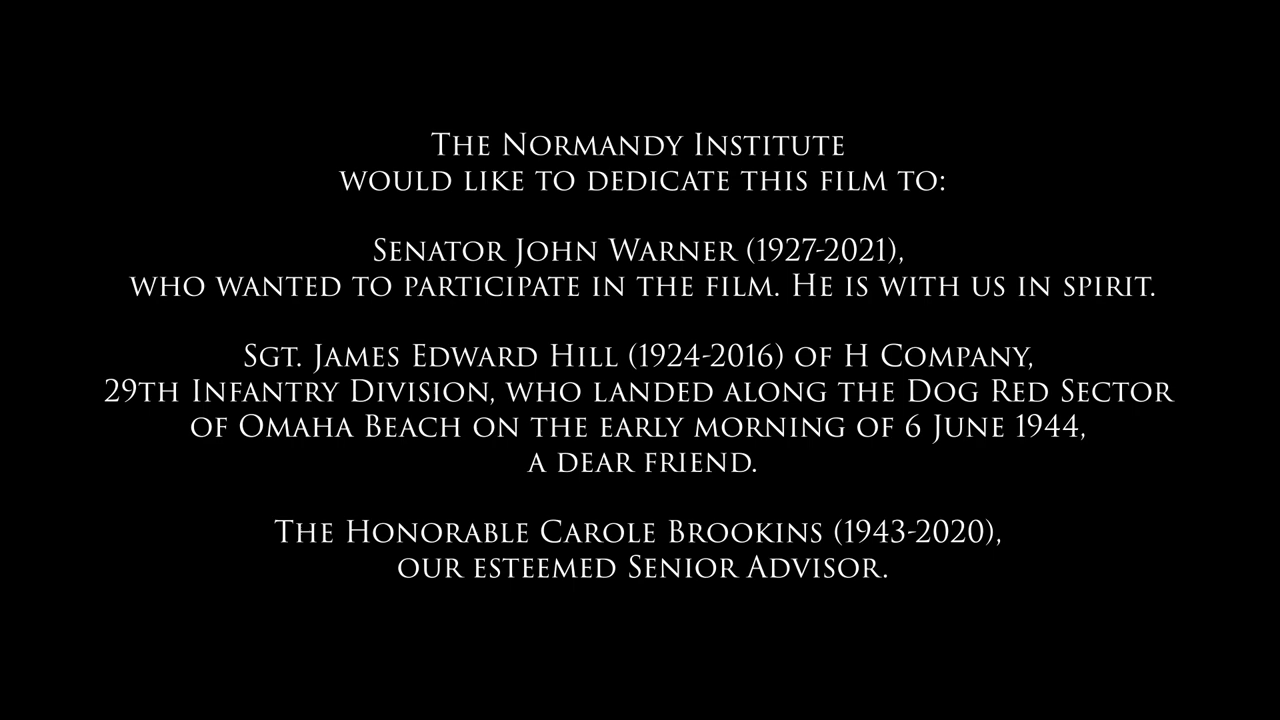 The Normandy Institute
would like to dedicate this film to:
Senator John Warner (1927-2021),
who wanted to participate in the film. He is with us in spirit.
Sgt. James Edward Hill (1924-2016) of H Company,
29th Infantry Division, who landed along the Dog Red Sector
of Omaha Beach on the early morning of 6 June 1944,
a dear friend.
The Honorable Carole Brookins (1943-2020),
our esteemed Senior Advisor.